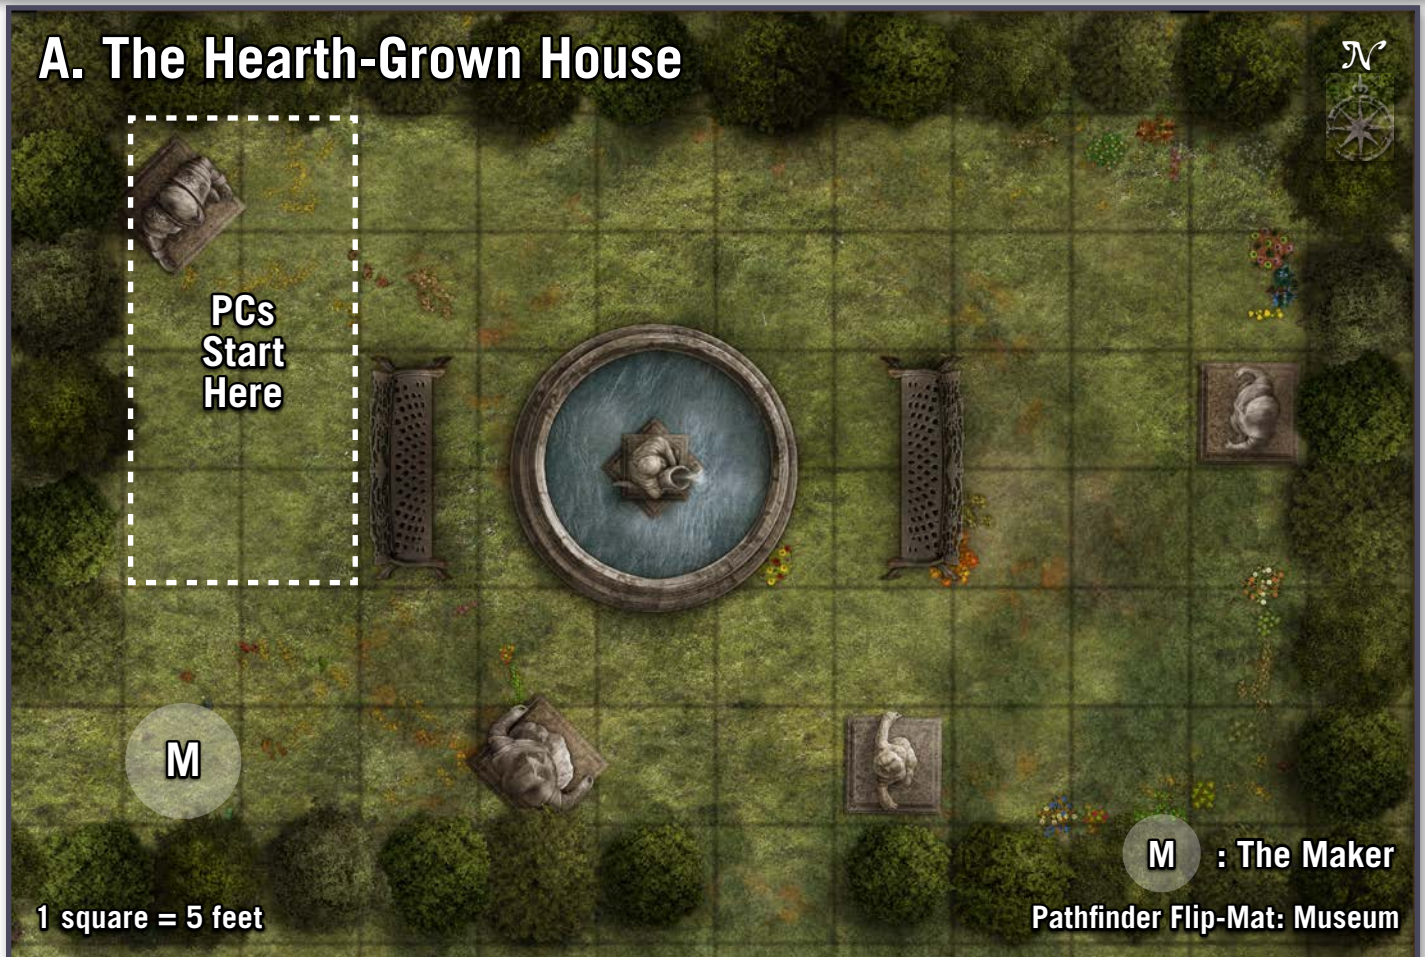 A. The Hearth-Grown House
N
PCs
Start
Here
M
M : The Maker
1 square = 5 feet
Pathfinder Flip-Mat: Museum